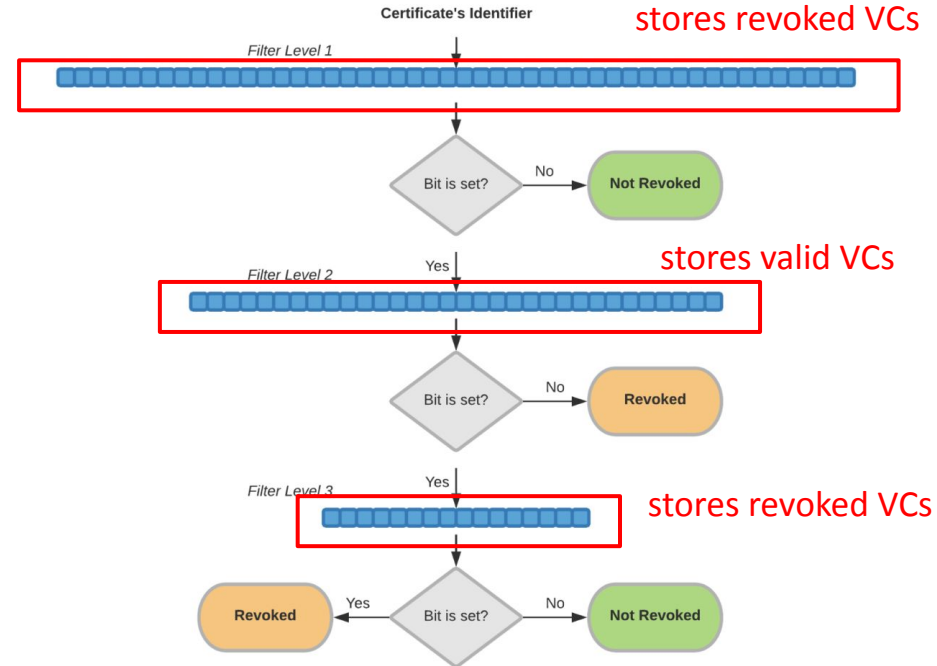 Certificate's Identifier
stores revoked VCs
Filter Level 1
Bit is set?
No
Not Revoked
Yes
stores valid VCs
Filter Level 2
Bit is set?
No
Revoked
Yes
Filter Level 3
stores revoked VCs
Revoked
Yes
Bit is set?
No
Not Revoked